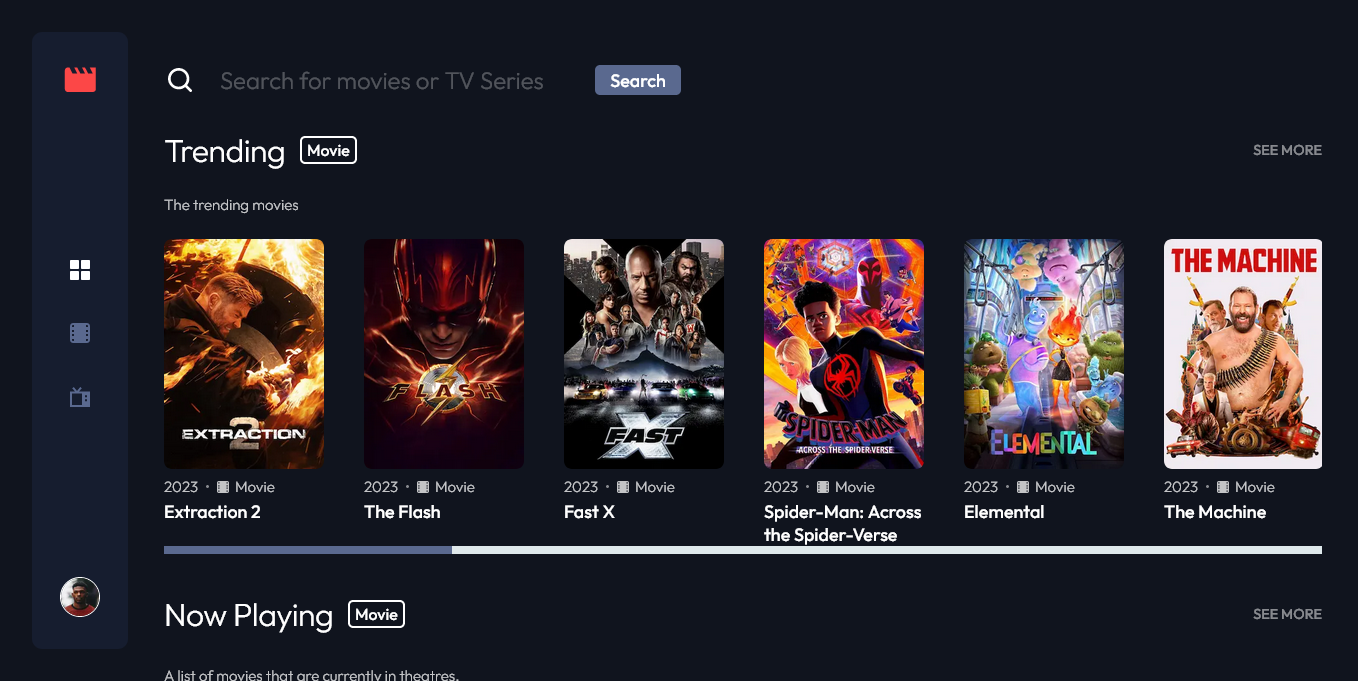 Search for movies or TV Series
Search
Trending
Movie
SEE MORE
The trending movies
EXTRACTION
2
FLASH
FAST
X
SPIDER-MAN
ACROSS THE SPIDER-VERSE
ELEMENTAL
THE MACHINE
2023 • Movie
Extraction 2
2023 • Movie
The Flash
2023 • Movie
Fast X
2023 • Movie
Spider-Man: Across
the Spider-Verse
2023 • Movie
Elemental
2023 • Movie
The Machine
Now Playing
Movie
SEE MORE
A list of movies that are currently in theatres.